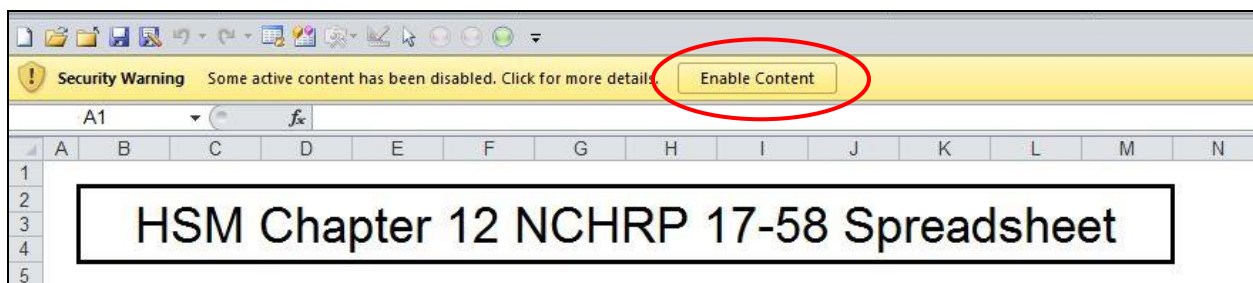 Security Warning Some active content has been disabled. Click for more details. Enable Content
A1 fx
A B C D E F G H I J K L M N
1
2
HSM Chapter 12 NCHRP 17-58 Spreadsheet
3
4
5